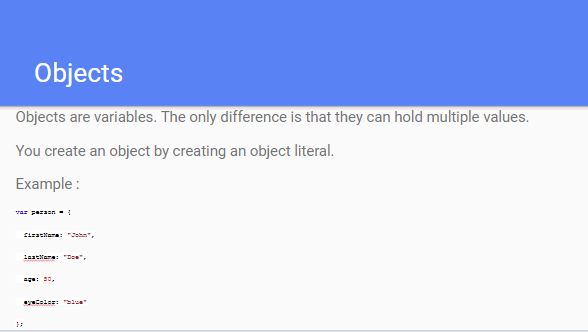 Objects
Objects are variables. The only difference is that they can hold multiple values.
You create an object by creating an object literal.
Example :
var person = {
firstName: "John",
lastName: "Doe",
age: 50,
eyeColor: "blue"
};